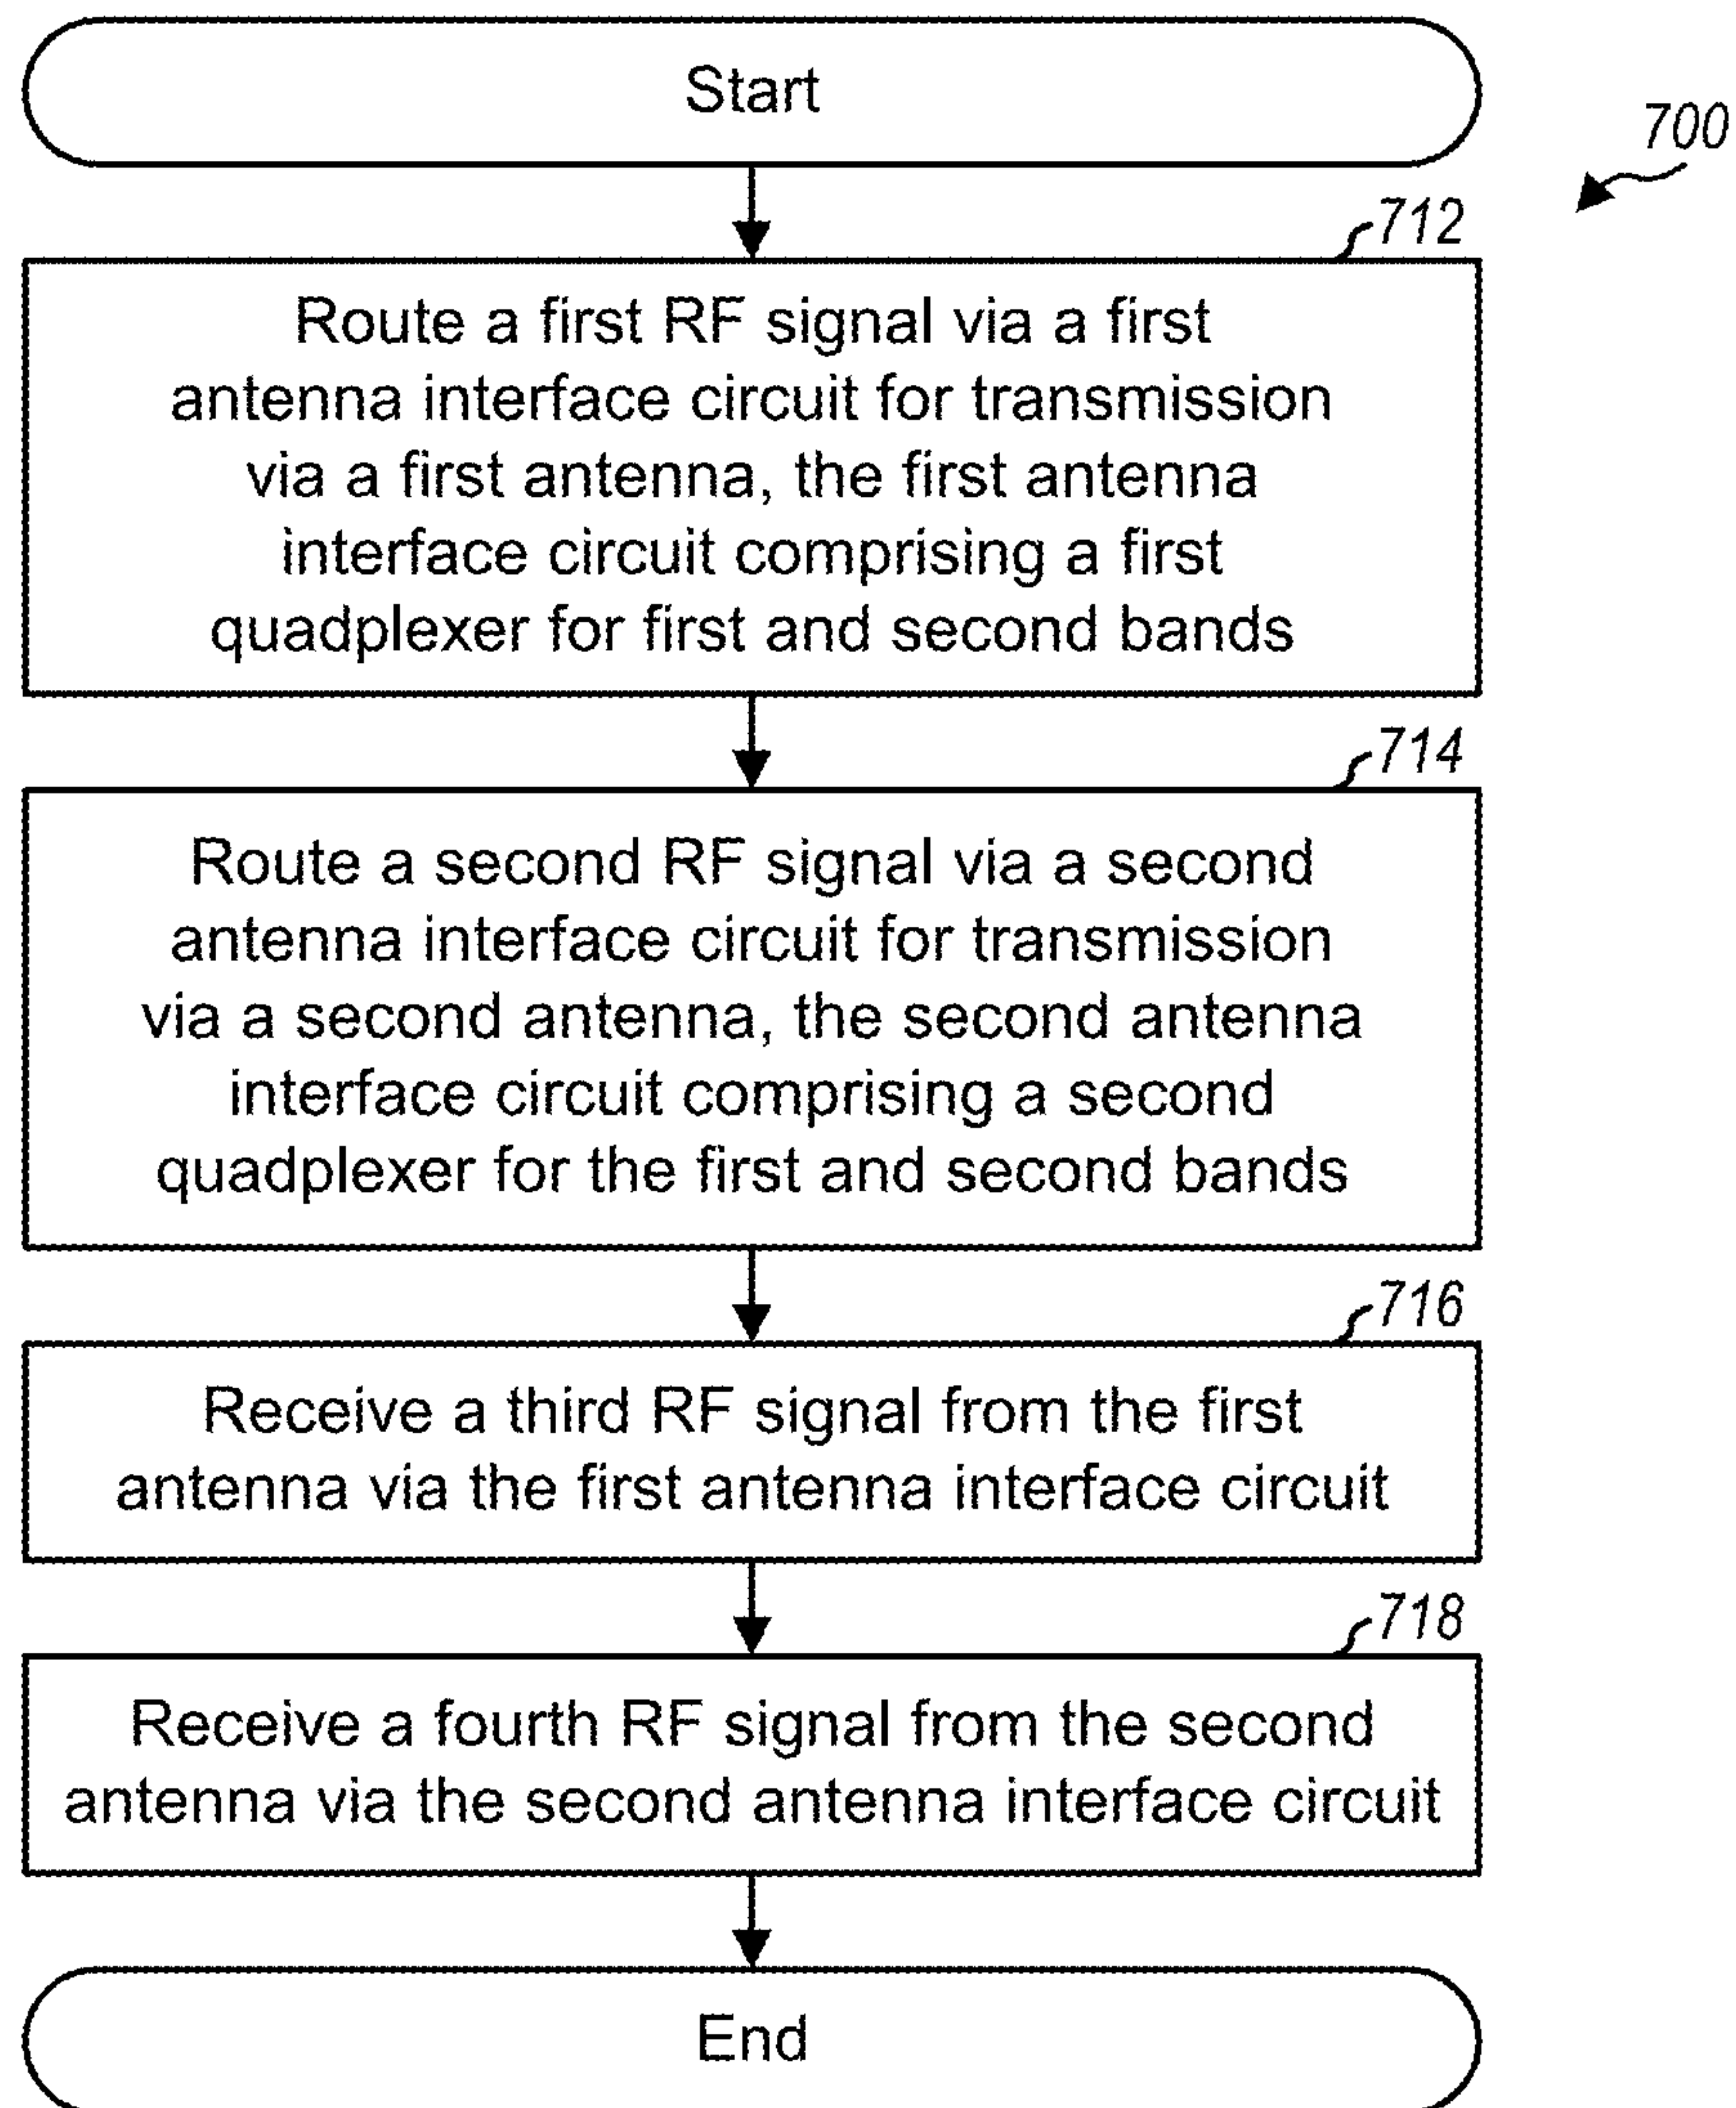 Start
700
712
Route a first RF signal via a first
antenna interface circuit for transmission
via a first antenna, the first antenna
interface circuit comprising a first
quadplexer for first and second bands
714
Route a second RF signal via a second
antenna interface circuit for transmission
via a second antenna, the second antenna
interface circuit comprising a second
quadplexer for the first and second bands
716
Receive a third RF signal from the first
antenna via the first antenna interface circuit
718
Receive a fourth RF signal from the second
antenna via the second antenna interface circuit
End